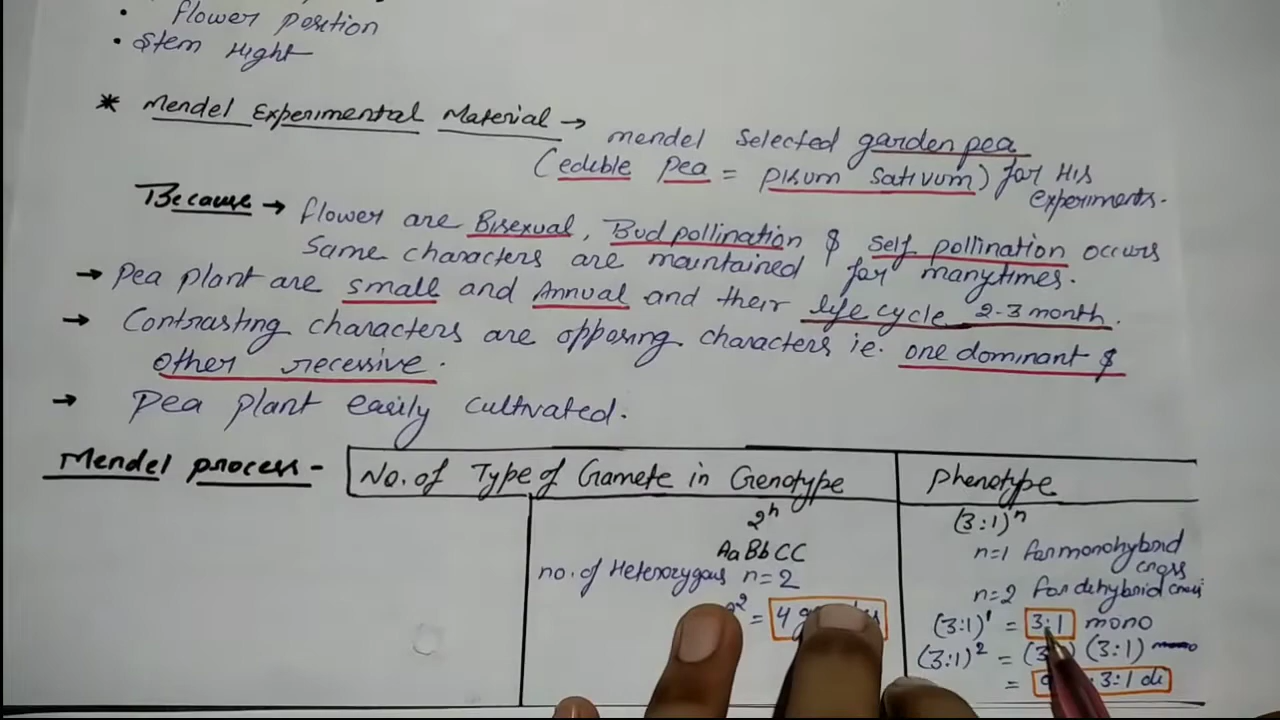 • flower position
• Stem Hight
* Mendel Experimental Material →
mendel Selected garden pea
(edible pea = pisum sativum) for His
experiments.
Because → flower are Bisexual, Bud pollination $ Self pollination occurs
Same characters are maintained for manytimes.
→ Pea plant are small and Annual and their life cycle 2-3 month.
→ Contrasting characters are opposing characters ie. one dominant $
other recessive.
→ Pea plant easily cultivated.
Mendel process- No. of Type of Gamete in Genotype Phenotype
2ⁿ
AaBbCC
no. of Heterozygous n=2
= 4
(3:1)ⁿ
n=1 for monohybrid
cross
n=2 for dehybrid cross
(3:1)¹ = 3:1 mono
(3:1)² = (3:1)
= 3:1 di